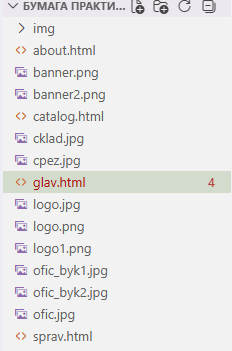 БУМАГА ПРАКТИ...
img
about.html
banner.png
banner2.png
catalog.html
cklad.jpg
cpez.jpg
glav.html 4
logo.jpg
logo.png
logo1.png
ofic_byk1.jpg
ofic_byk2.jpg
ofic.jpg
sprav.html